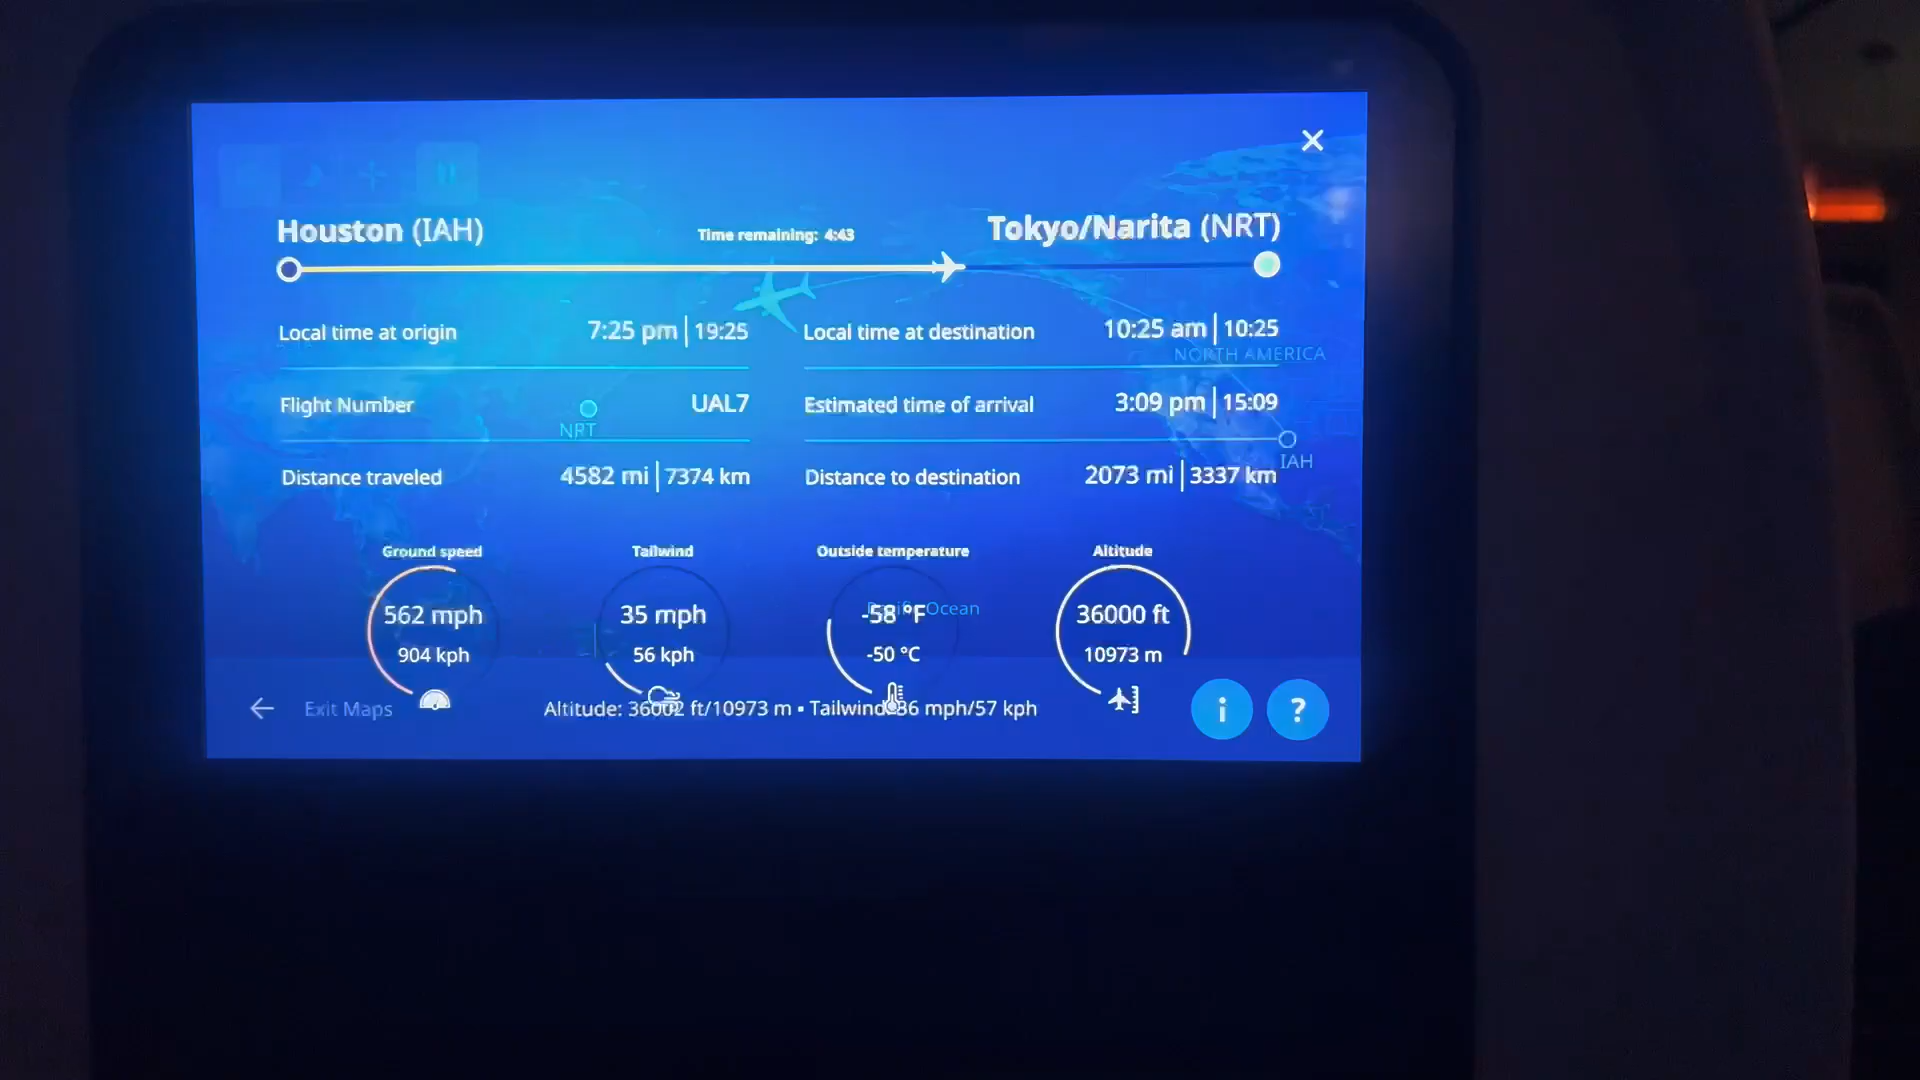 Houston (IAH)
Time remaining: 4:43
Tokyo/Narita (NRT)
Local time at origin 7:25 pm | 19:25
Local time at destination 10:25 am | 10:25
NORTH AMERICA
Flight Number UAL7
Estimated time of arrival 3:09 pm | 15:09
NRT
IAH
Distance traveled 4582 mi | 7374 km
Distance to destination 2073 mi | 3337 km
Ground speed
562 mph
904 kph
Tailwind
35 mph
56 kph
Outside temperature
-58 °F
-50 °C
Pacific Ocean
Altitude
36000 ft
10973 m
Exit Maps
Altitude: 36002 ft/10973 m ▪ Tailwind: 36 mph/57 kph
i
?